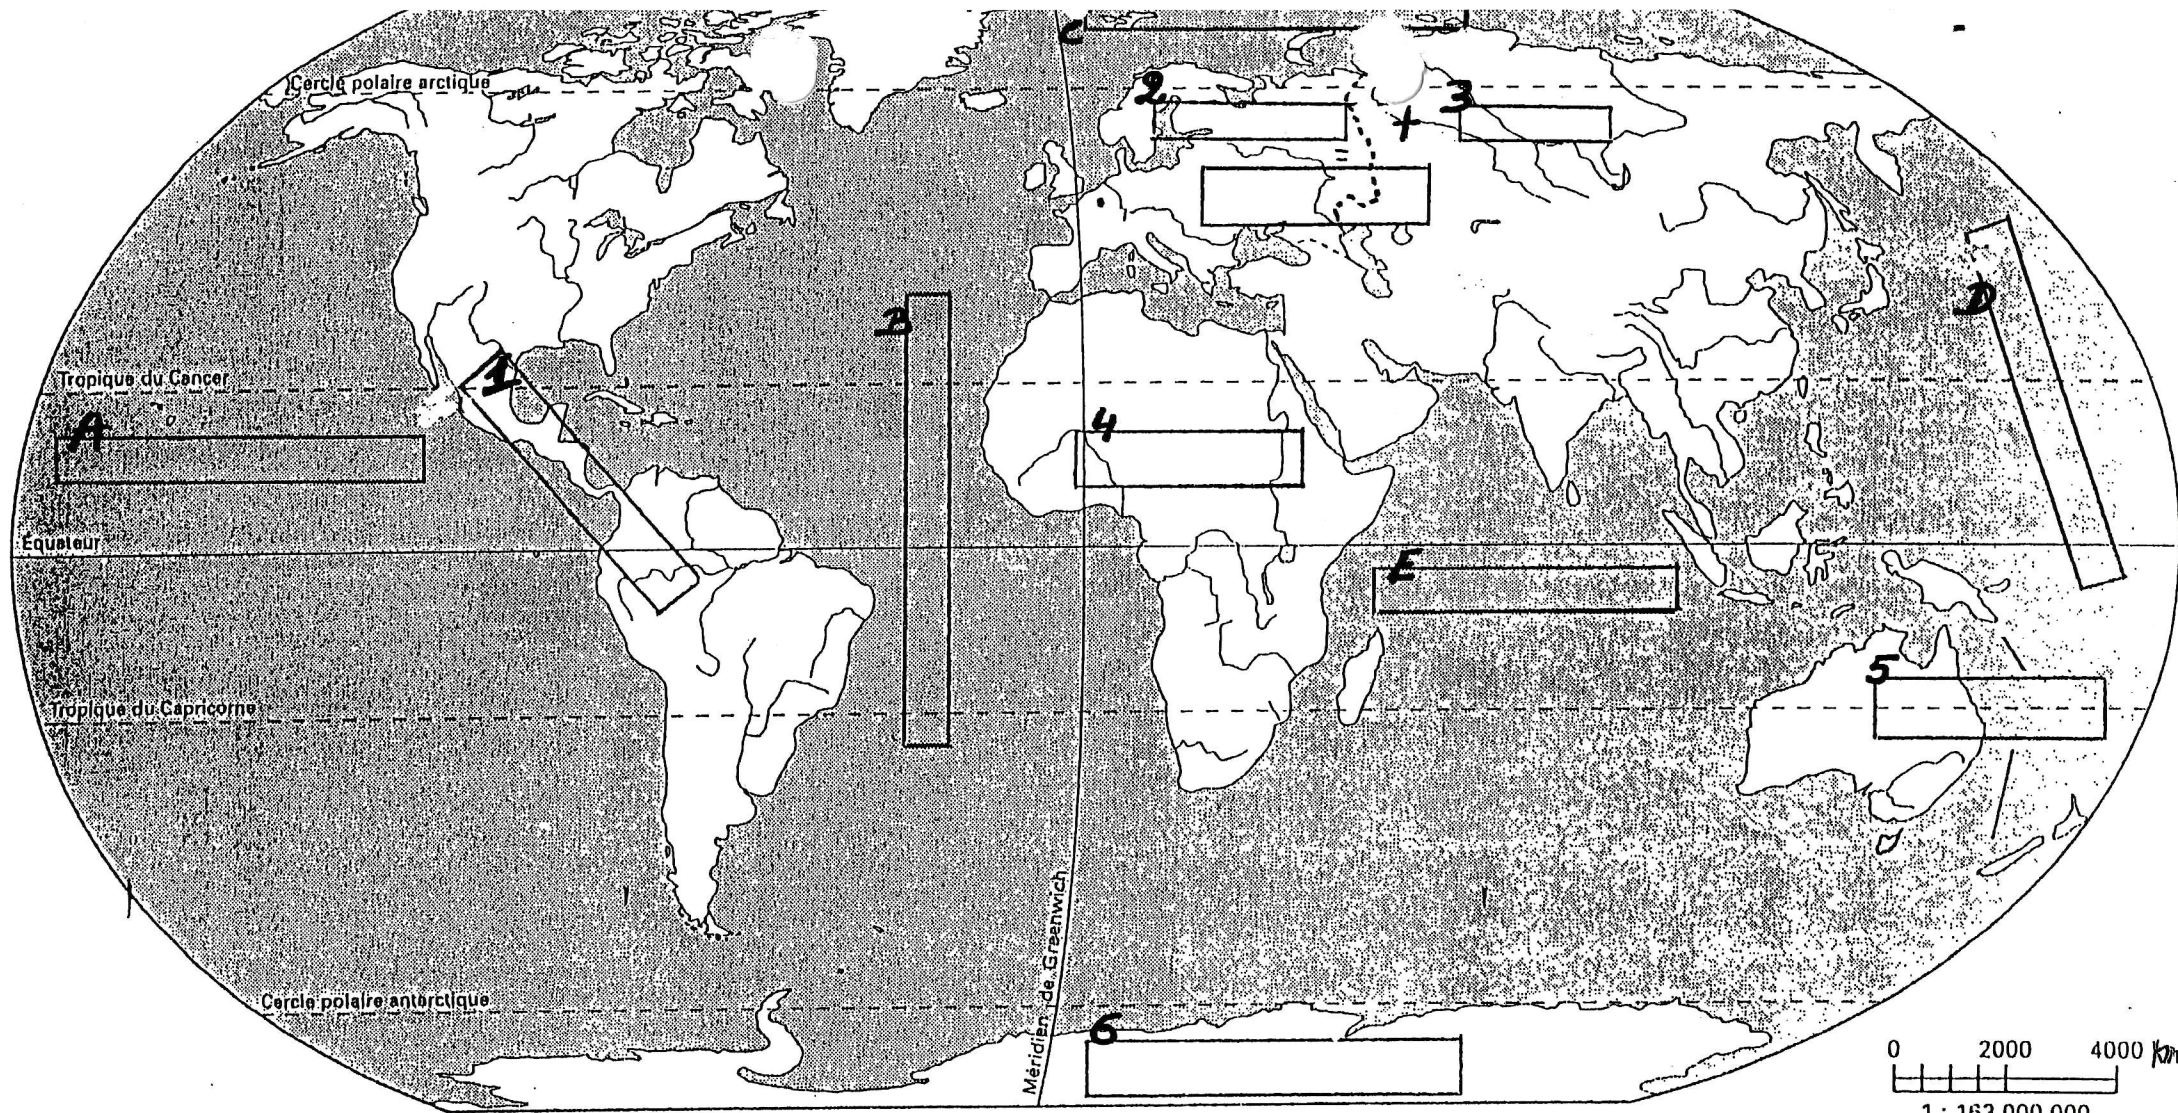 C
Cercle polaire arctique
2
3
+
B
D
1
Tropique du Cancer
A
4
Équateur
E
5
Tropique du Capricorne
Méridien de Greenwich
Cercle polaire antarctique
6
0 2000 4000 km
1 : 162 000 000